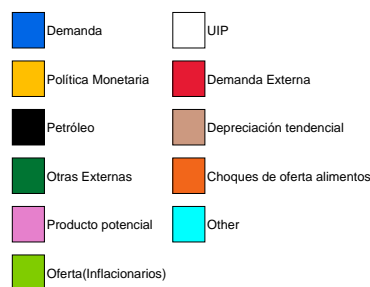 Demanda
UIP
Política Monetaria
Demanda Externa
Petróleo
Depreciación tendencial
Otras Externas
Choques de oferta alimentos
Producto potencial
Other
Oferta(Inflacionarios)